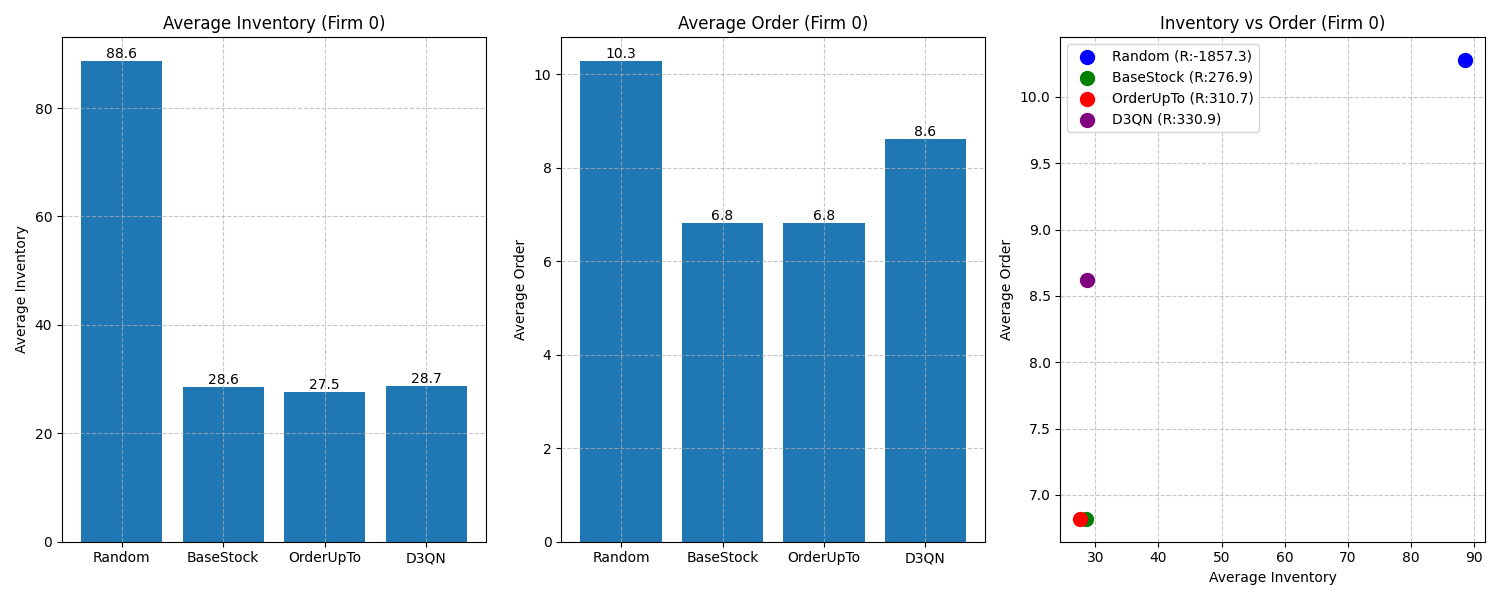 Average Inventory (Firm 0)
88.6
28.6
27.5
28.7
80
60
40
20
0
Average Inventory
Random
BaseStock
OrderUpTo
D3QN
Average Order (Firm 0)
10.3
6.8
6.8
8.6
10
8
6
4
2
0
Average Order
Random
BaseStock
OrderUpTo
D3QN
Inventory vs Order (Firm 0)
Random (R:-1857.3)
BaseStock (R:276.9)
OrderUpTo (R:310.7)
D3QN (R:330.9)
10.0
9.5
9.0
8.5
8.0
7.5
7.0
Average Order
30
40
50
60
70
80
90
Average Inventory